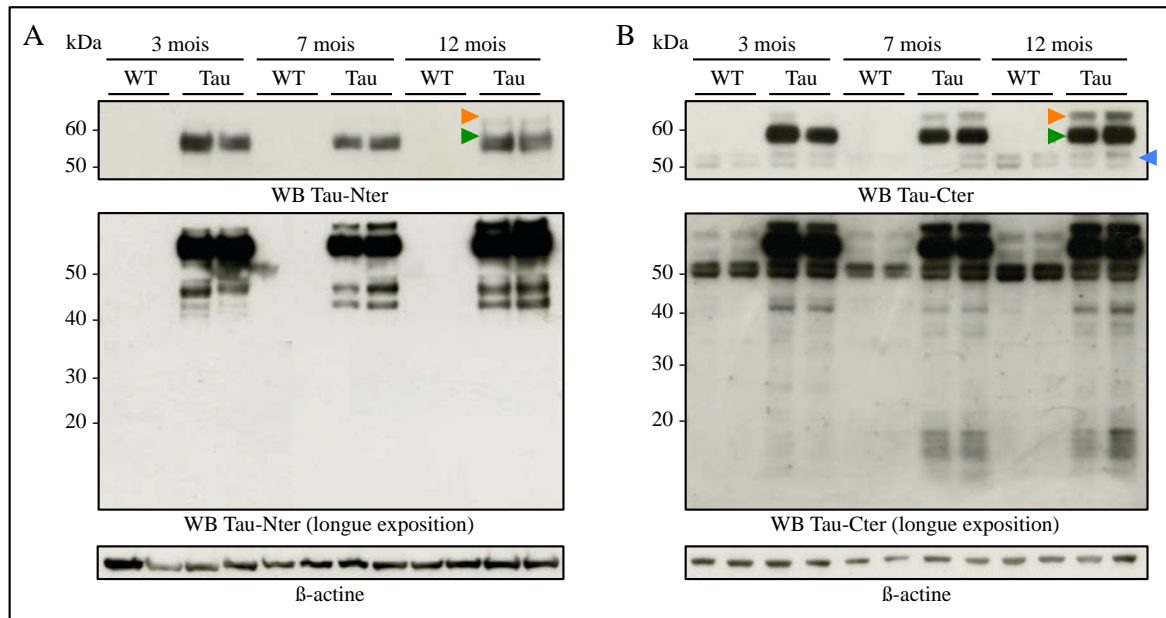 A kDa 3 mois 7 mois 12 mois
WT Tau WT Tau WT Tau
60
50
WB Tau-Nter
50
40
30
20
WB Tau-Nter (longue exposition)
ß-actine
B kDa 3 mois 7 mois 12 mois
WT Tau WT Tau WT Tau
60
50
WB Tau-Cter
50
40
30
20
WB Tau-Cter (longue exposition)
ß-actine